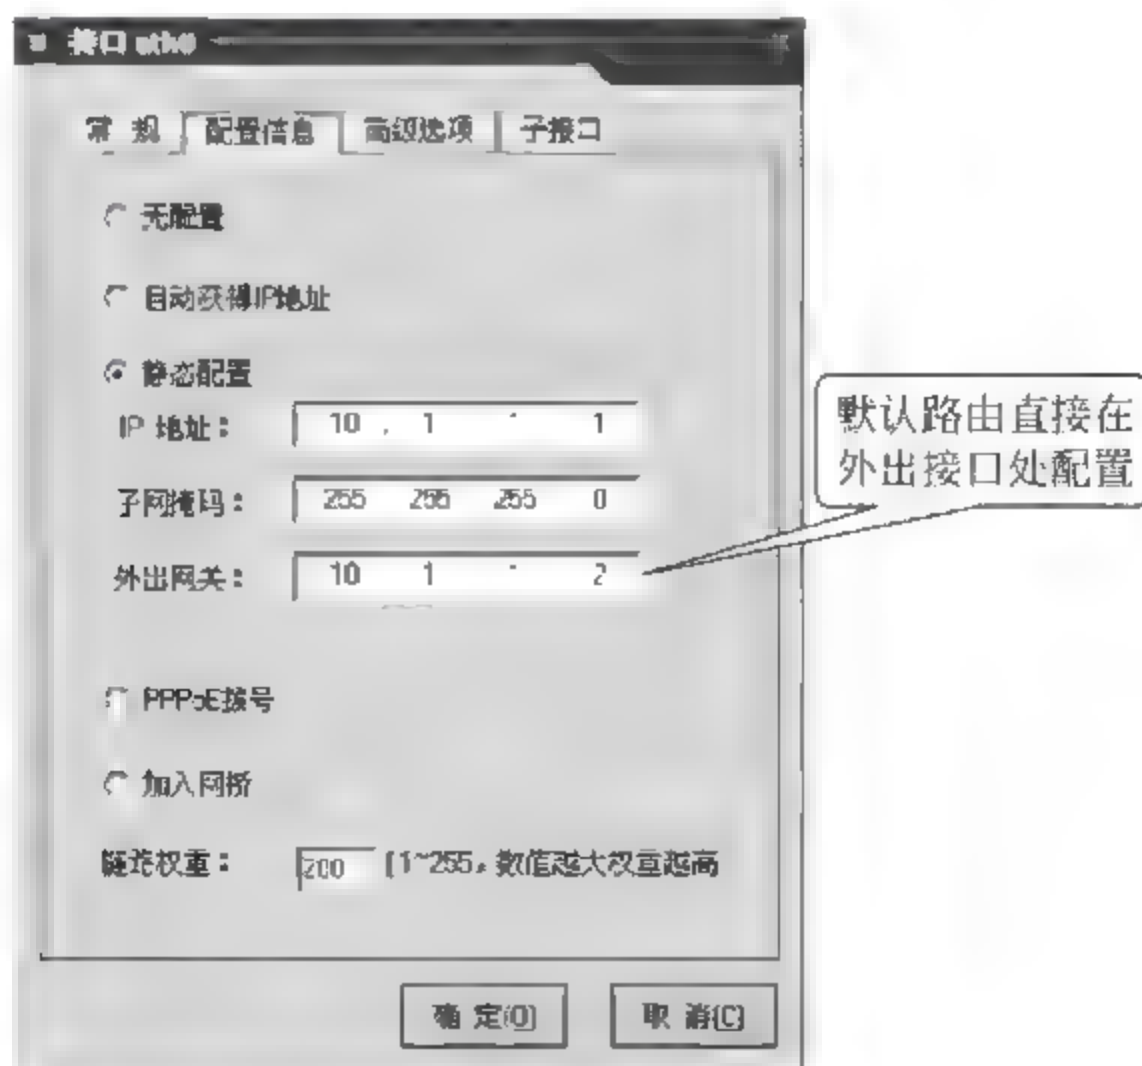 接口 eth0
常 规 配置信息 高级选项 子接口
无配置
自动获得IP地址
静态配置
IP 地址: 10 . 1 . 1
默认路由直接在
外出接口处配置
子网掩码: 255 255 255 0
外出网关: 10 1 . 2
PPPoE拨号
加入网桥
链路权重: 200 [1~255,数值越大权重越高
确 定(O) 取 消(C)